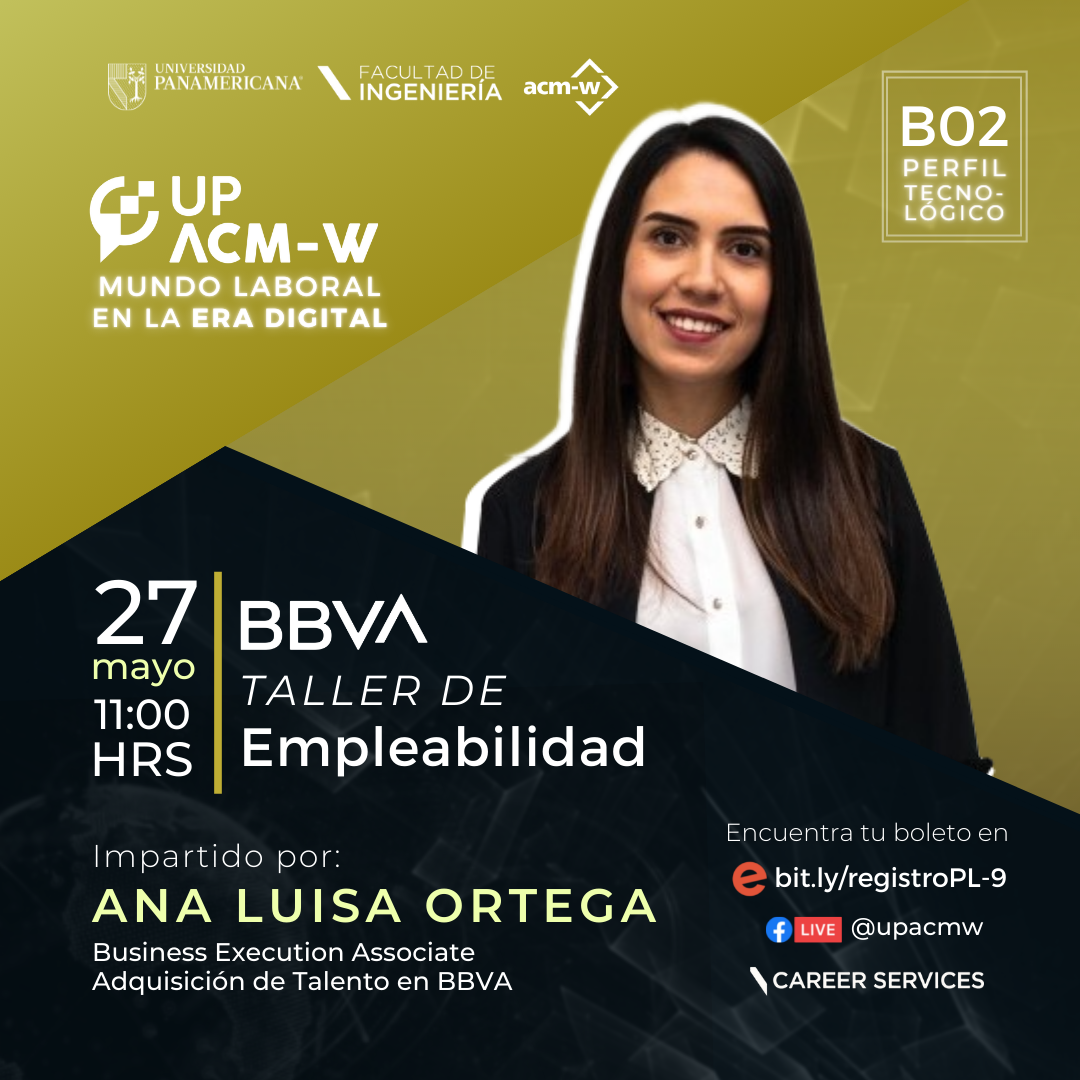 UNIVERSIDAD
PANAMERICANA
FACULTAD DE
INGENIERÍA
acm-w
B02
PERFIL
TECNO-
LÓGICO
UP
ACM-W
MUNDO LABORAL
EN LA ERA DIGITAL
27
mayo
11:00
HRS
BBVA
TALLER DE
Empleabilidad
Impartido por:
ANA LUISA ORTEGA
Business Execution Associate
Adquisición de Talento en BBVA
Encuentra tu boleto en
e bit.ly/registroPL-9
f LIVE @upacmw
CAREER SERVICES